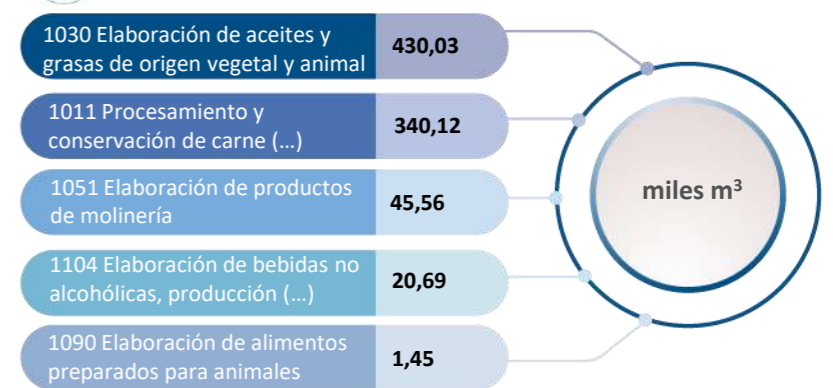 1030 Elaboración de aceites y
grasas de origen vegetal y animal
430,03
1011 Procesamiento y
conservación de carne (...)
340,12
1051 Elaboración de productos
de molinería
45,56
1104 Elaboración de bebidas no
alcohólicas, producción (...)
20,69
1090 Elaboración de alimentos
preparados para animales
1,45
miles m³